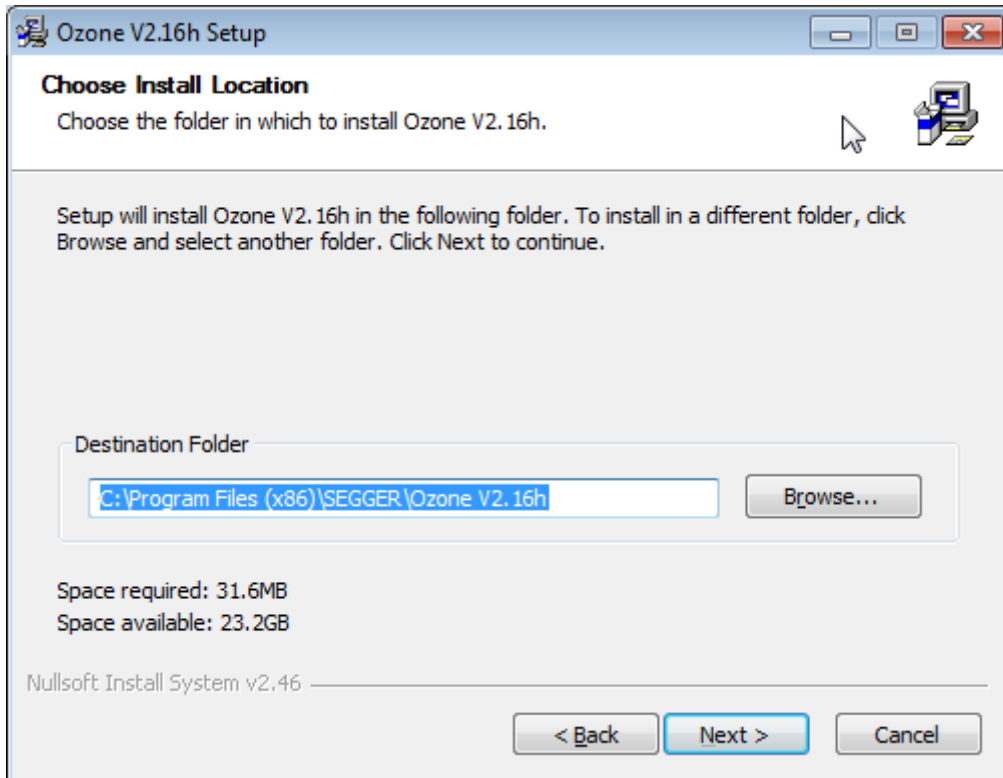 Ozone V2.16h Setup
Choose Install Location
Choose the folder in which to install Ozone V2.16h.
Setup will install Ozone V2.16h in the following folder. To install in a different folder, click
Browse and select another folder. Click Next to continue.
Destination Folder
C:\Program Files (x86)\SEGGER\Ozone V2.16h
Browse...
Space required: 31.6MB
Space available: 23.2GB
Nullsoft Install System v2.46
< Back Next > Cancel